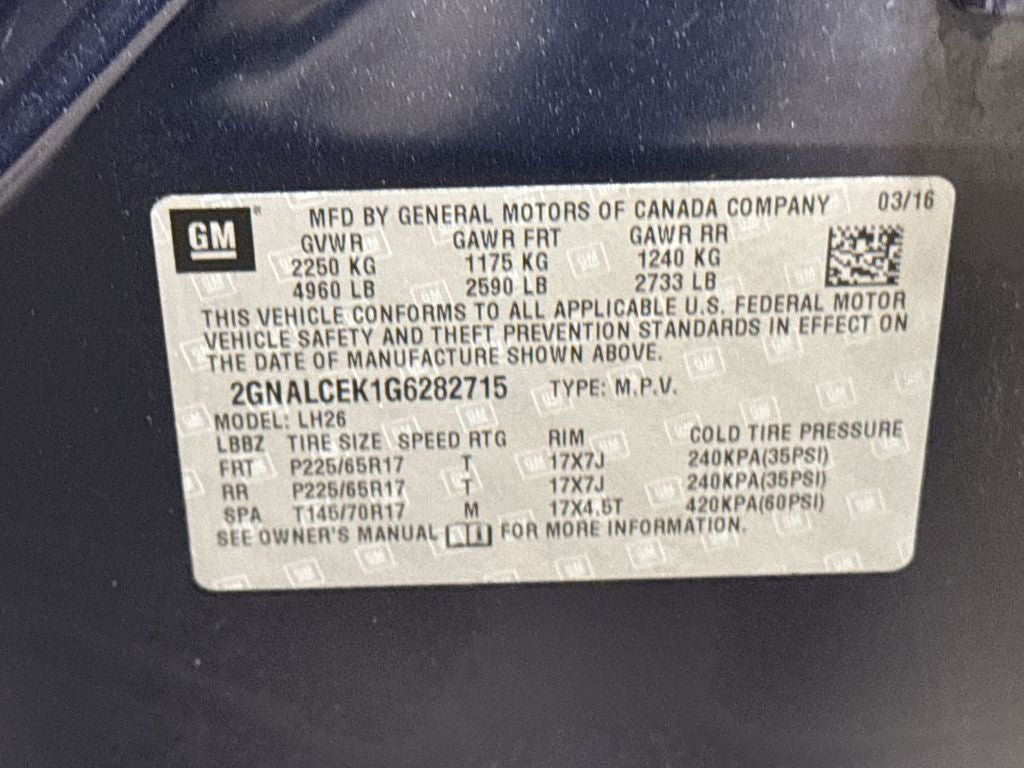 GM® MFD BY GENERAL MOTORS OF CANADA COMPANY 03/16
GVWR GAWR FRT GAWR RR
2250 KG 1175 KG 1240 KG
4960 LB 2590 LB 2733 LB
THIS VEHICLE CONFORMS TO ALL APPLICABLE U.S. FEDERAL MOTOR
VEHICLE SAFETY AND THEFT PREVENTION STANDARDS IN EFFECT ON
THE DATE OF MANUFACTURE SHOWN ABOVE.
2GNALCEK1G6282715 TYPE: M.P.V.
MODEL: LH26
LBBZ TIRE SIZE SPEED RTG RIM COLD TIRE PRESSURE
FRT P225/65R17 T 17X7J 240KPA(35PSI)
RR P225/65R17 T 17X7J 240KPA(35PSI)
SPA T145/70R17 M 17X4.5T 420KPA(60PSI)
SEE OWNER'S MANUAL FOR MORE INFORMATION.